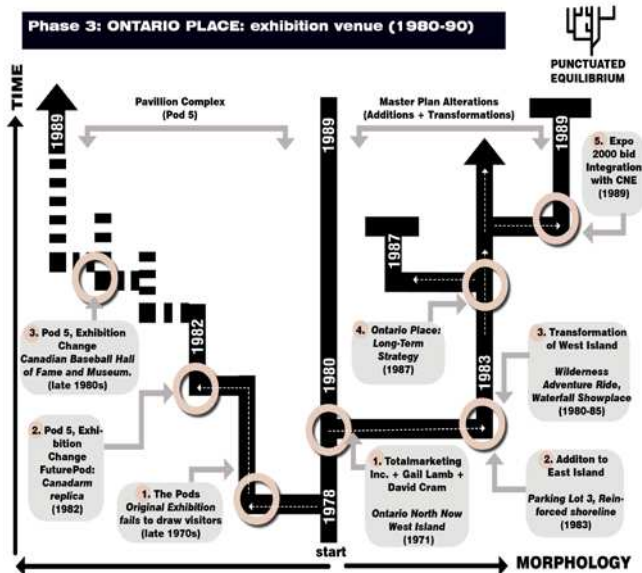 Phase 3: ONTARIO PLACE: exhibition venue (1980-90)
PUNCTUATED
EQUILIBRIUM
TIME
Pavillion Complex
(Pod 5)
Master Plan Alterations
(Additions + Transformations)
1989
1989
1989
5. Expo
2000 bid
Integration
with CNE
(1989)
1987
3. Pod 5, Exhibition
Change
Canadian Baseball Hall
of Fame and Museum.
(late 1980s)
1982
1980
4. Ontario Place:
Long-Term
Strategy
(1987)
1983
3. Transformation
of West Island
Wilderness
Adventure Ride,
Waterfall Showplace
(1980-85)
2. Pod 5, Exhi-
bition
Change
FuturePod:
Canadarm
replica
(1982)
1. The Pods
Original Exhibition
fails to draw visitors
(late 1970s)
1978
1. Totalmarketing
Inc. + Gail Lamb +
David Cram
Ontario North Now
West Island
(1971)
2. Additon to
East Island
Parking Lot 3, Rein-
forced shoreline
(1983)
start
MORPHOLOGY